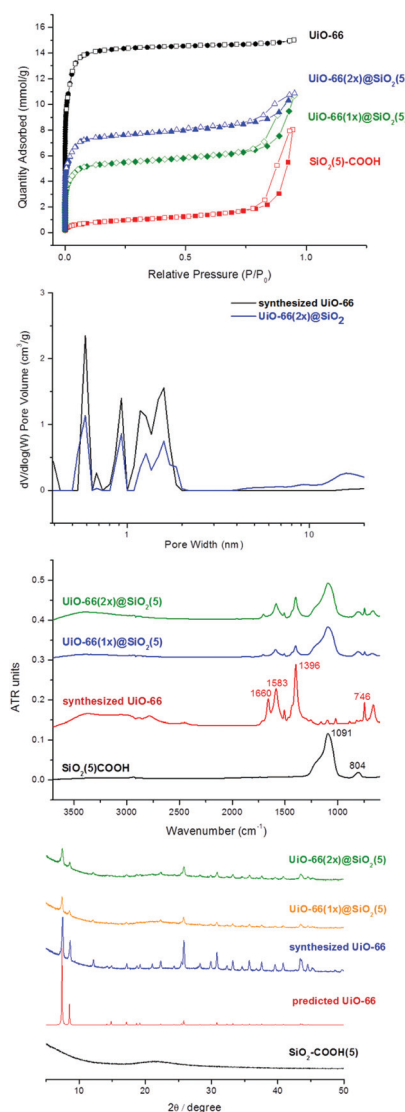 UiO-66
UiO-66(2x)@SiO2(5
UiO-66(1x)@SiO2(5
SiO2(5)-COOH
Quantity Adsorbed (mmol/g)
16
14
12
10
8
6
4
2
0
0.0 0.5 1.0
Relative Pressure (P/P0)
synthesized UiO-66
UiO-66(2x)@SiO2
dV/dlog(W) Pore Volume (cm³/g)
3
2
1
0
1 10
Pore Width (nm)
UiO-66(2x)@SiO2(5)
UiO-66(1x)@SiO2(5)
synthesized UiO-66
SiO2(5)COOH
1660
1583
1396
746
1091
804
ATR units
0.5
0.4
0.3
0.2
0.1
0.0
3500 3000 2500 2000 1500 1000
Wavenumber (cm-1)
UiO-66(2x)@SiO2(5)
UiO-66(1x)@SiO2(5)
synthesized UiO-66
predicted UiO-66
SiO2-COOH(5)
10 20 30 40 50
2θ / degree